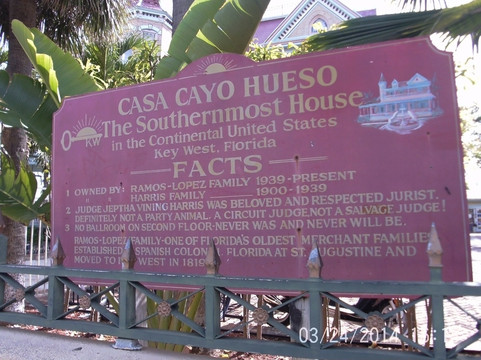 CASA CAYO HUESO
The Southernmost House
KW
in the Continental United States
Key West, Florida
FACTS
1 OWNED BY: RAMOS-LOPEZ FAMILY 1939-PRESENT
HARRIS FAMILY 1900-1939
2 JUDGE JEPTHA VINING HARRIS WAS BELOVED AND RESPECTED JURIST.
DEFINITELY NOT A PARTY ANIMAL. A CIRCUIT JUDGE NOT A SALVAGE JUDGE!
3 NO BALLROOM ON SECOND FLOOR-NEVER WAS AND NEVER WILL BE.
RAMOS-LOPEZ FAMILY-ONE OF FLORIDA'S OLDEST MERCHANT FAMILIES
ESTABLISHED SPANISH COLONIAL FLORIDA AT ST. AUGUSTINE AND
MOVED TO WEST IN 1819
03/24/2014